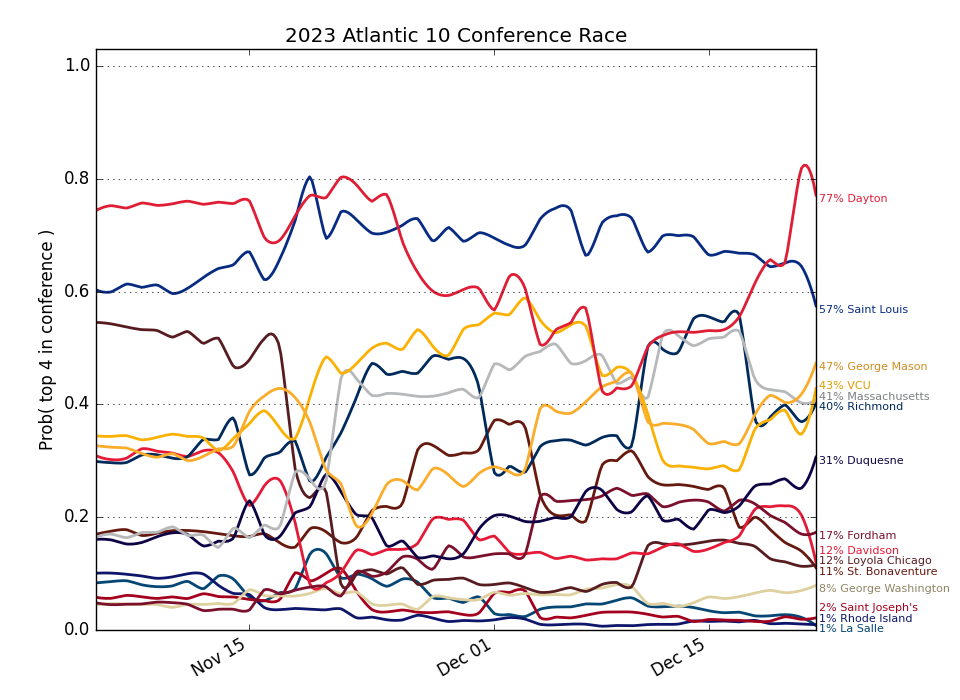 2023 Atlantic 10 Conference Race
Prob( top 4 in conference )
1.0
0.8
0.6
0.4
0.2
0.0
Nov 15
Dec 01
Dec 15
77% Dayton
57% Saint Louis
47% George Mason
43% VCU
41% Massachusetts
40% Richmond
31% Duquesne
17% Fordham
12% Davidson
12% Loyola Chicago
11% St. Bonaventure
8% George Washington
2% Saint Joseph's
1% Rhode Island
1% La Salle